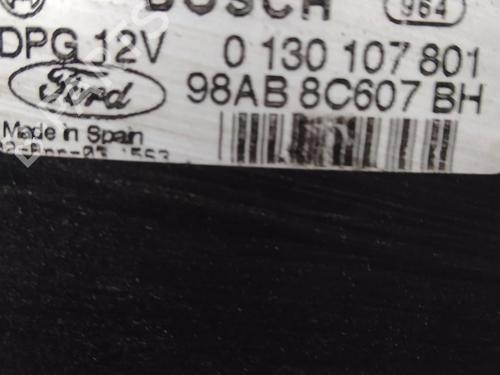 BOSCH 964
DPG 12V 0 130 107 801
Ford 98AB 8C607 BH
Made in Spain